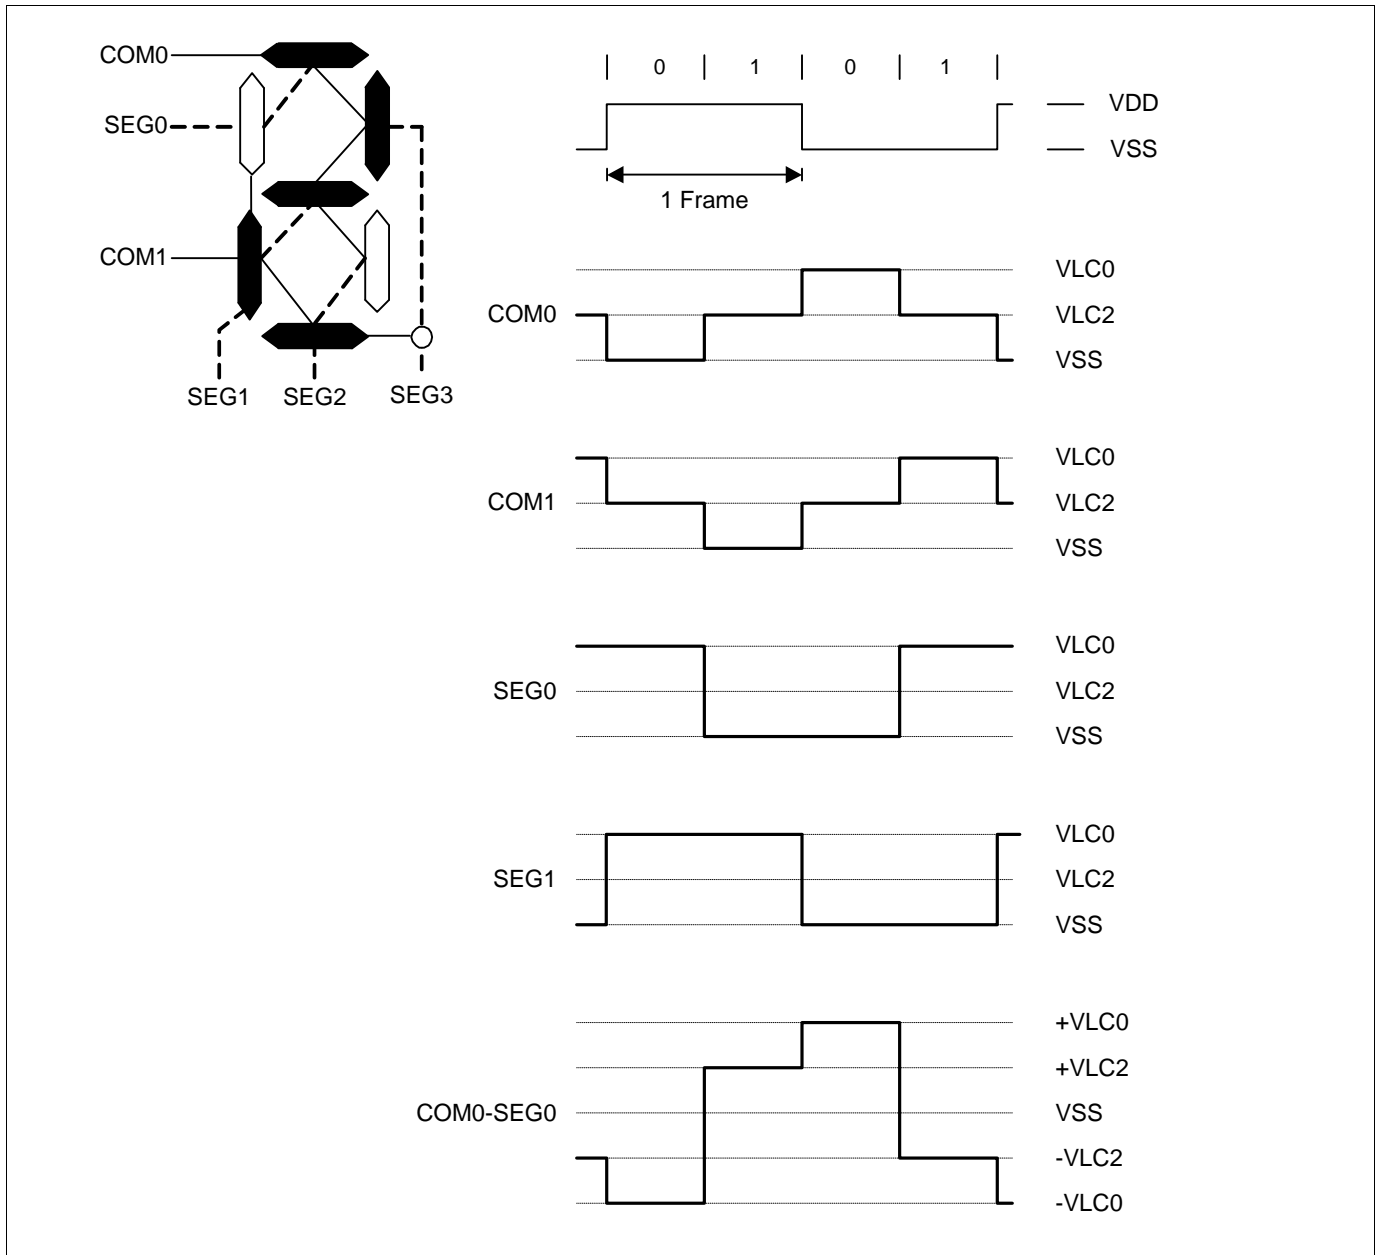 COM0
SEG0
COM1
SEG1 SEG2 SEG3
0 1 0 1
VDD
VSS
1 Frame
COM0
VLC0
VLC2
VSS
COM1
VLC0
VLC2
VSS
SEG0
VLC0
VLC2
VSS
SEG1
VLC0
VLC2
VSS
COM0-SEG0
+VLC0
+VLC2
VSS
-VLC2
-VLC0